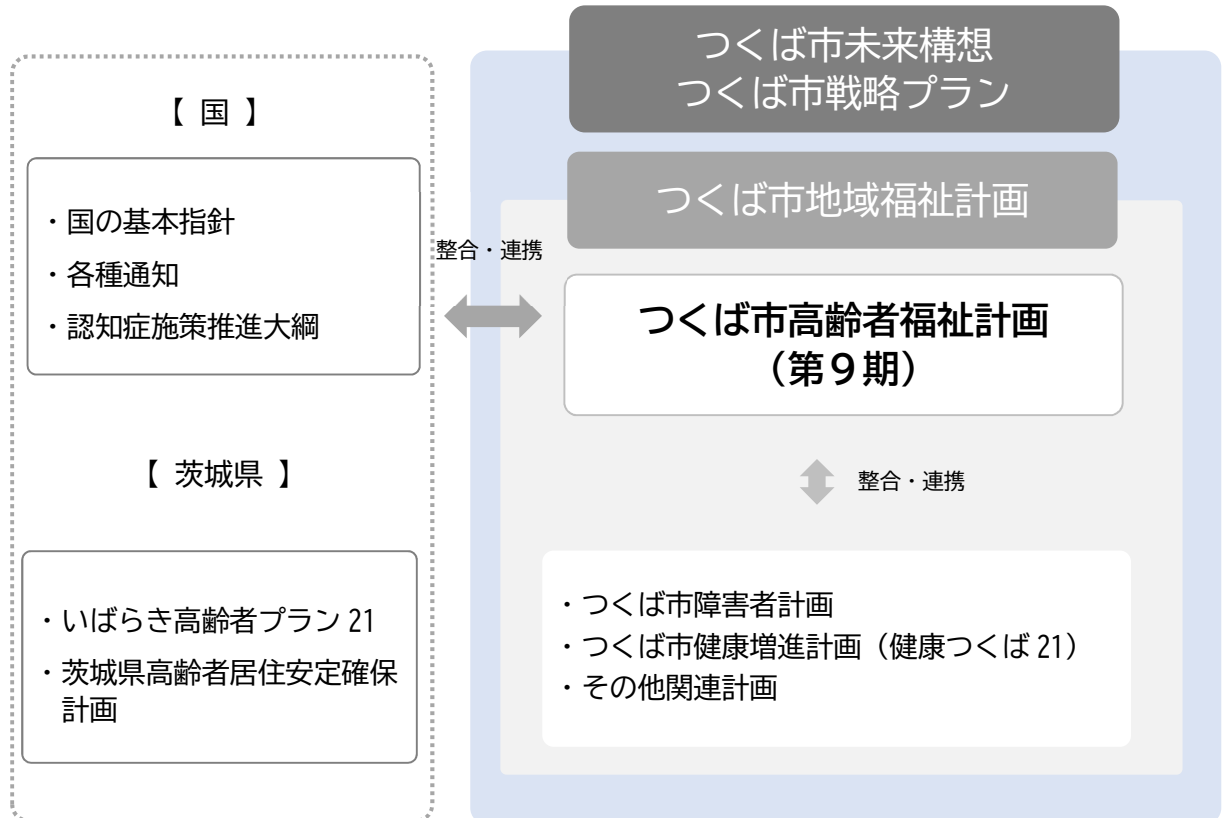 【 国 】
・国の基本指針
・各種通知
・認知症施策推進大綱
【 茨城県 】
・いばらき高齢者プラン 21
・茨城県高齢者居住安定確保
計画
整合・連携
つくば市未来構想
つくば市戦略プラン
つくば市地域福祉計画
つくば市高齢者福祉計画
（第９期）
整合・連携
・つくば市障害者計画
・つくば市健康増進計画（健康つくば 21）
・その他関連計画